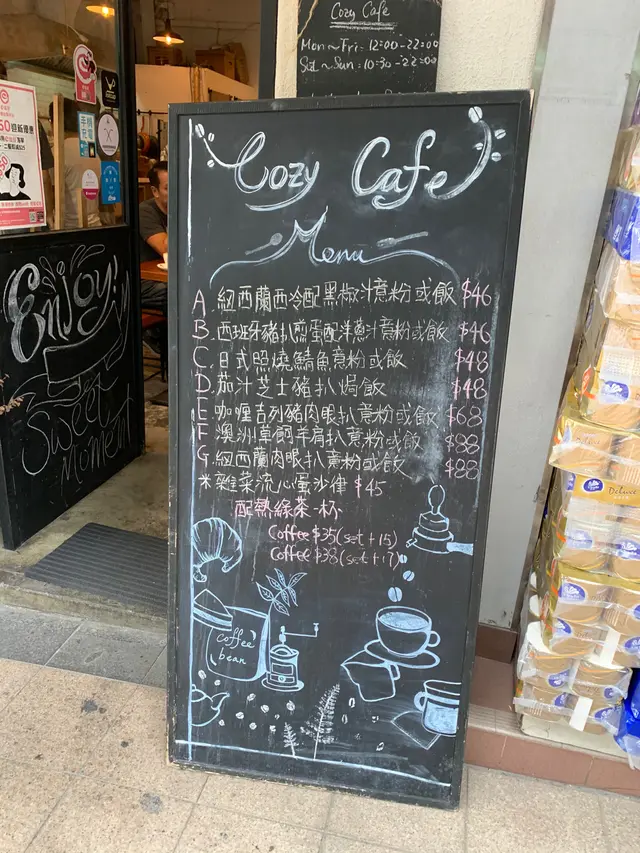 Cozy Cafe
Mon~Fri: 12:00-22:00
Sat~Sun: 10:30-22:00
Cozy Cafe
Menu
A. 紐西蘭西冷配黑椒汁意粉或飯 $46
B. 西班牙豬扒煎蛋配洋蔥汁意粉或飯 $46
C. 日式照燒鯖魚意粉或飯 $48
D. 茄汁芝士豬扒焗飯 $48
E 咖喱吉列豬肉眼扒意粉或飯 $68
F 澳洲草飼羊肩扒意粉或飯 $88
G. 紐西蘭肉眼扒意粉或飯 $88
*雜菜流心蛋沙律 $45
配熱綠茶一杯
Coffee $35 (set+15)
Coffee $38 (set+17)
coffee
bean
Enjoy!
Sweet
Moment
Deluxe